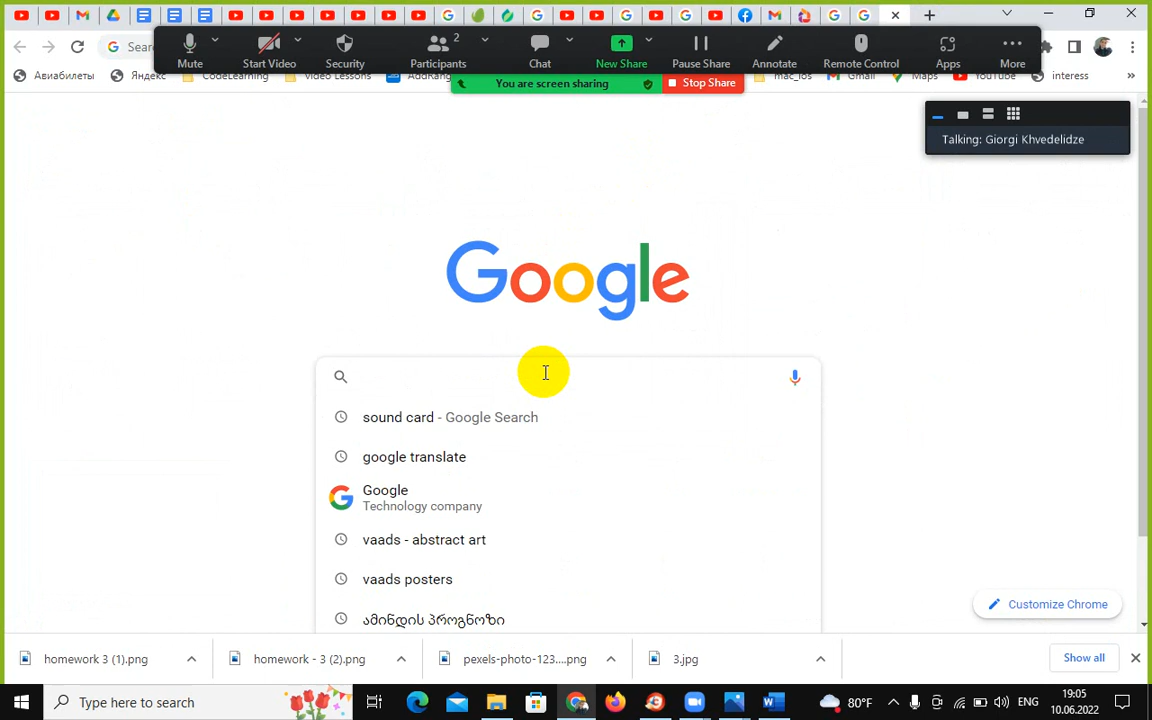 Sear
Mute
Start Video
Security
2
Participants
Chat
New Share
Pause Share
Annotate
Remote Control
Apps
More
Авиабилеты
Яндекс
CodeLearning
Video Lessons
AddRang
mac_ios
Gmail
Maps
YouTube
interess
»
You are screen sharing
Stop Share
Talking: Giorgi Khvedelidze
Google
sound card - Google Search
google translate
Google
Technology company
vaads - abstract art
vaads posters
ამინდის პროგნოზი
Customize Chrome
homework 3 (1).png
homework - 3 (2).png
pexels-photo-123....png
3.jpg
Show all
Type here to search
80°F
ENG
19:05
10.06.2022